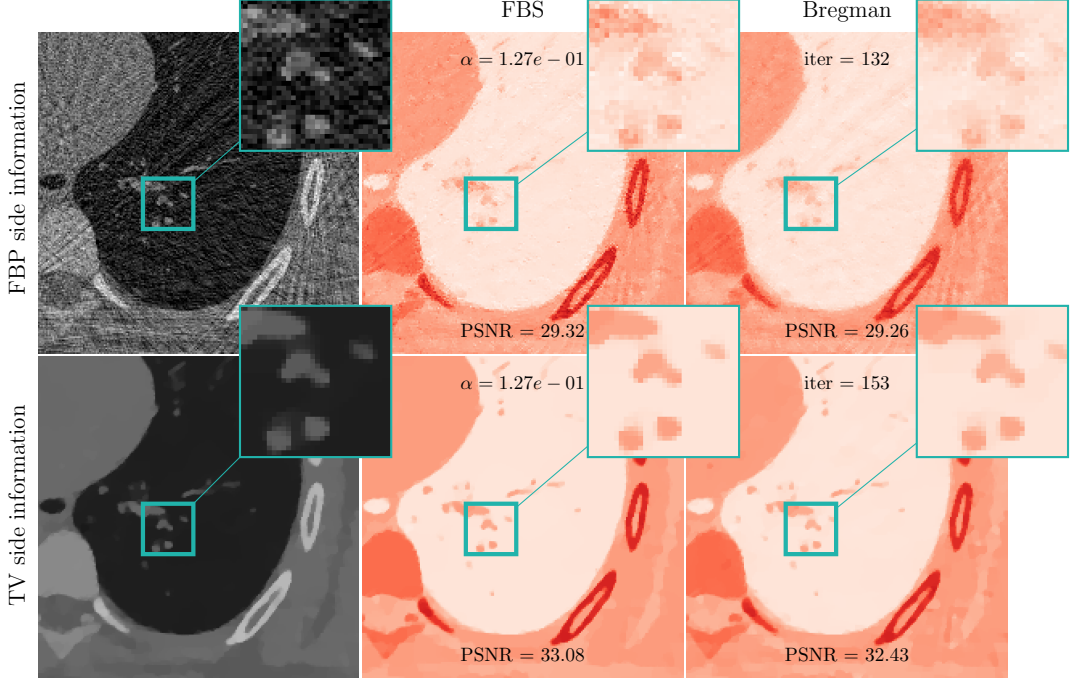 FBS
Bregman
FBP side information
α = 1.27e − 01
iter = 132
PSNR = 29.32
PSNR = 29.26
TV side information
α = 1.27e − 01
iter = 153
PSNR = 33.08
PSNR = 32.43